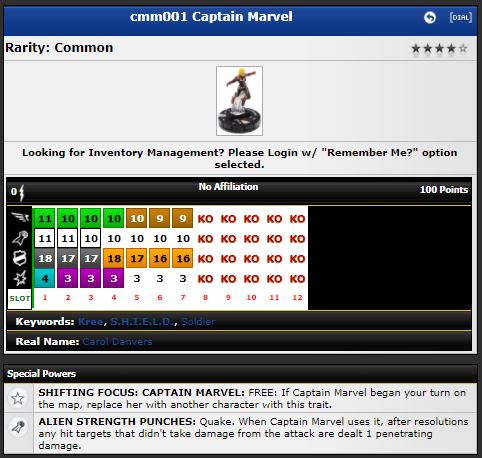 cmm001 Captain Marvel
[DIAL]
Rarity: Common
Looking for Inventory Management? Please Login w/ "Remember Me?" option
selected.
0 No Affiliation 100 Points
11 10 10 10 10 9 9 KO KO KO KO KO
11 11 10 10 10 10 10 KO KO KO KO KO
18 17 17 18 17 16 16 KO KO KO KO KO
4 3 3 3 3 3 3 KO KO KO KO KO
SLOT 1 2 3 4 5 6 7 8 9 10 11 12
Keywords: Kree, S.H.I.E.L.D., Soldier
Real Name: Carol Danvers
Special Powers
SHIFTING FOCUS: CAPTAIN MARVEL: FREE: If Captain Marvel began your turn on
the map, replace her with another character with this trait.
ALIEN STRENGTH PUNCHES: Quake. When Captain Marvel uses it, after resolutions
any hit targets that didn't take damage from the attack are dealt 1 penetrating
damage.